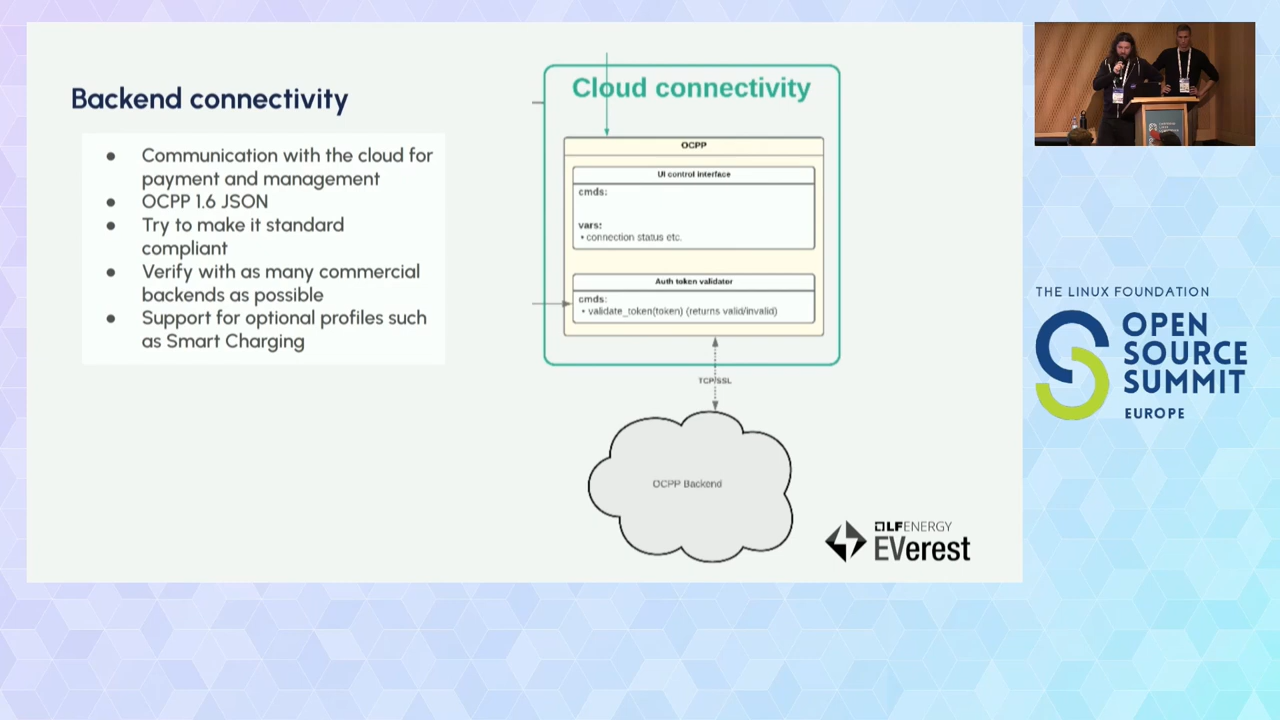 Backend connectivity
● Communication with the cloud for
payment and management
● OCPP 1.6 JSON
● Try to make it standard
compliant
● Verify with as many commercial
backends as possible
● Support for optional profiles such
as Smart Charging
Cloud connectivity
OCPP
UI control interface
cmds:
vars:
• connection status etc.
Auth token validator
cmds:
• validate_token(token) (returns valid/invalid)
TCP/SSL
OCPP Backend
LFENERGY
EVerest
THE LINUX FOUNDATION
OPEN
SOURCE
SUMMIT
EUROPE